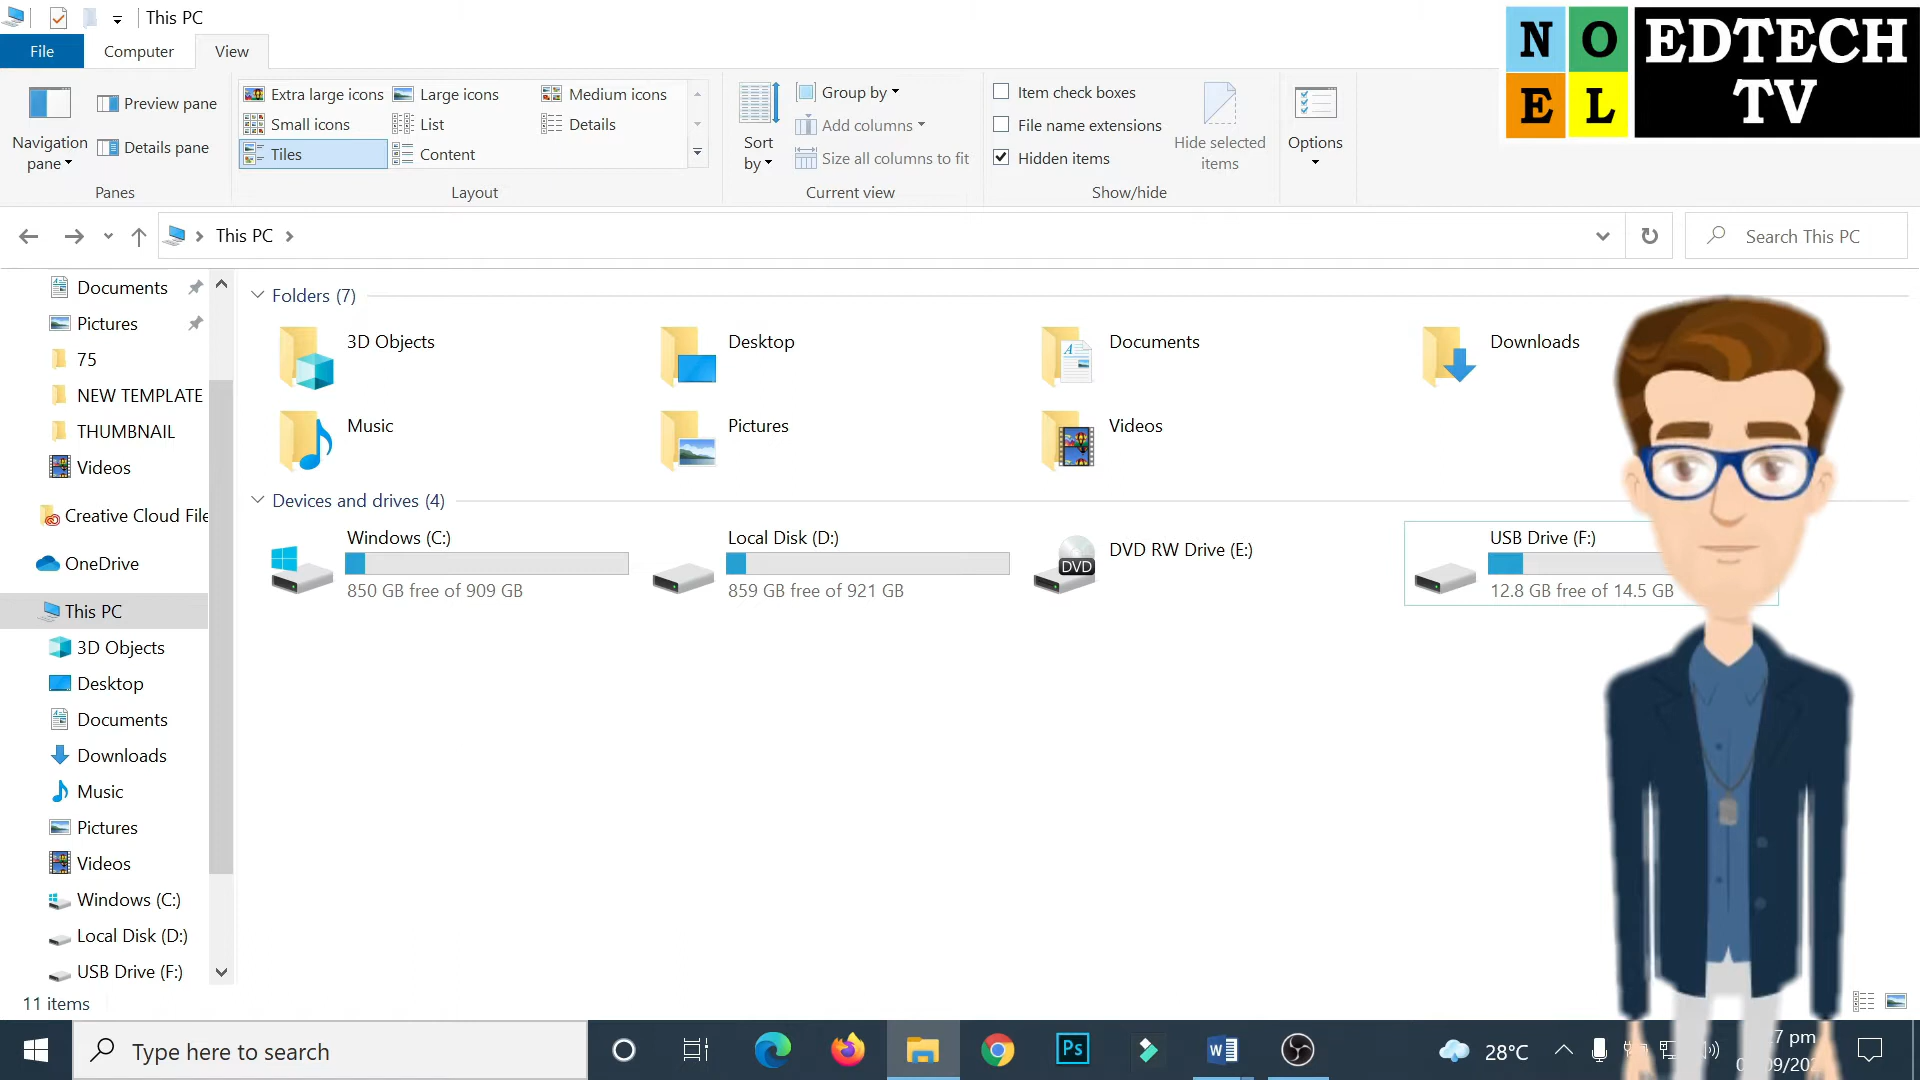 This PC
File
Computer
View
Navigation pane
Preview pane
Details pane
Panes
Extra large icons
Large icons
Medium icons
Small icons
List
Details
Tiles
Content
Layout
Sort by
Group by
Add columns
Size all columns to fit
Current view
Item check boxes
File name extensions
Hidden items
Show/hide
Hide selected items
Options
N O
E L
EDTECH
TV
This PC
Search This PC
Documents
Pictures
75
NEW TEMPLATE
THUMBNAIL
Videos
Creative Cloud File
OneDrive
This PC
3D Objects
Desktop
Documents
Downloads
Music
Pictures
Videos
Windows (C:)
Local Disk (D:)
USB Drive (F:)
Folders (7)
3D Objects
Desktop
Documents
Downloads
Music
Pictures
Videos
Devices and drives (4)
Windows (C:)
850 GB free of 909 GB
Local Disk (D:)
859 GB free of 921 GB
DVD RW Drive (E:)
DVD
USB Drive (F:)
12.8 GB free of 14.5 GB
11 items
Type here to search
Ps
W
28°C
pm